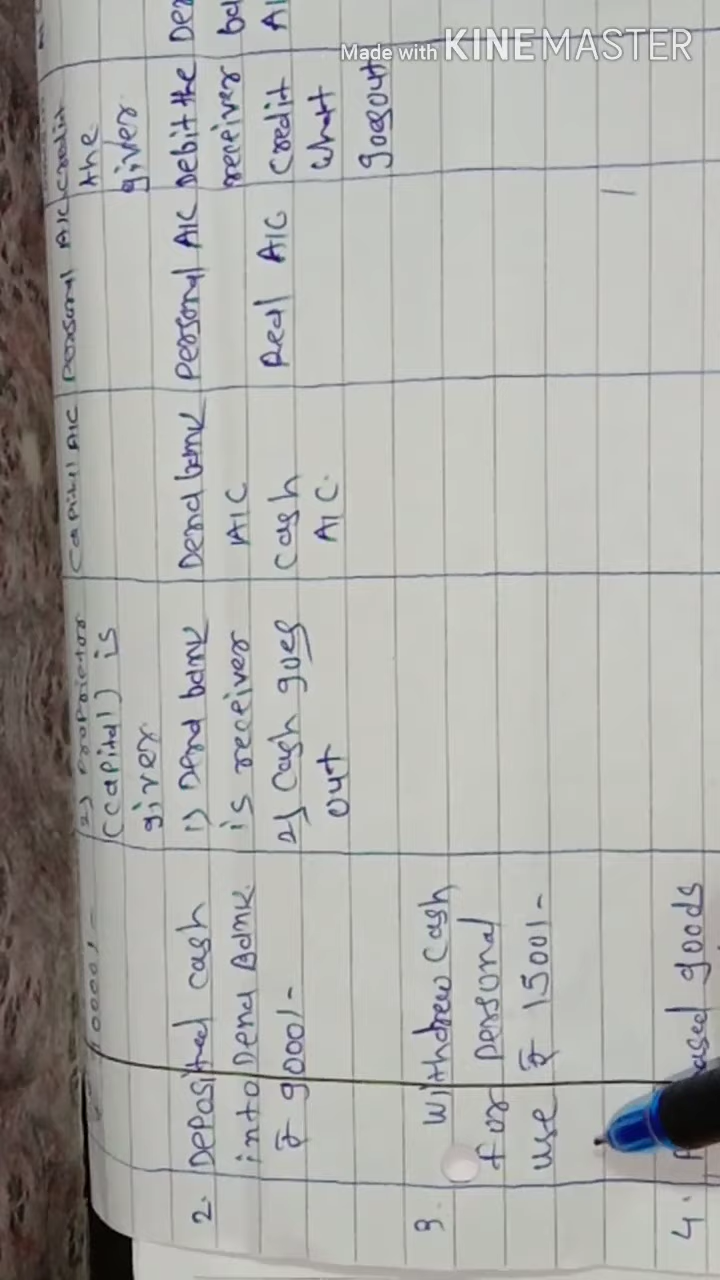 Made with KINEMASTER
10000/-
2) Proprietor
(capital) is
giver.
Capital A/C
Personal A/C
credit
the
giver.
2. Deposited cash
into Dena Bank.
₹ 9000/-
1) Dena bank
is receiver
2) Cash goes
out
Dena bank
A/C
Cash
A/C.
Personal A/C
Real A/C
Debit the
receiver
Credit
what
goes out
3. Withdrew Cash
for personal
use ₹ 1500/-
4.
goods